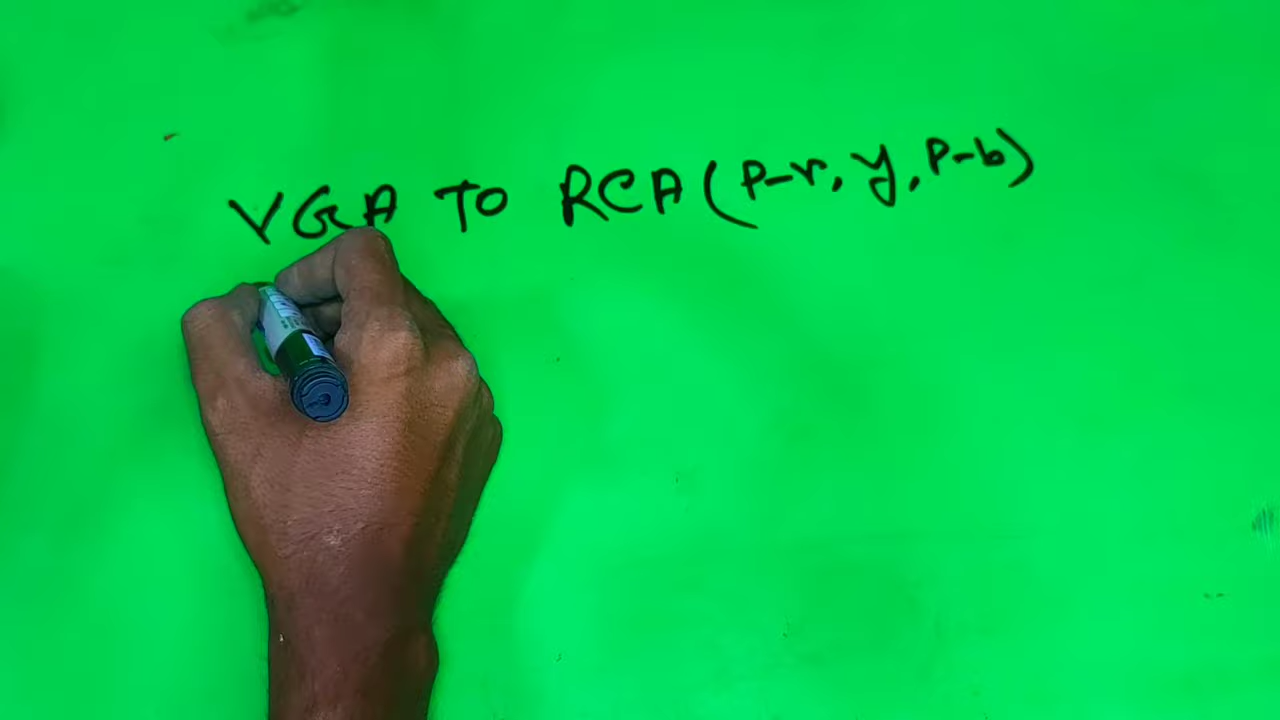 VGA TO RCA (P-r, y, P-b)